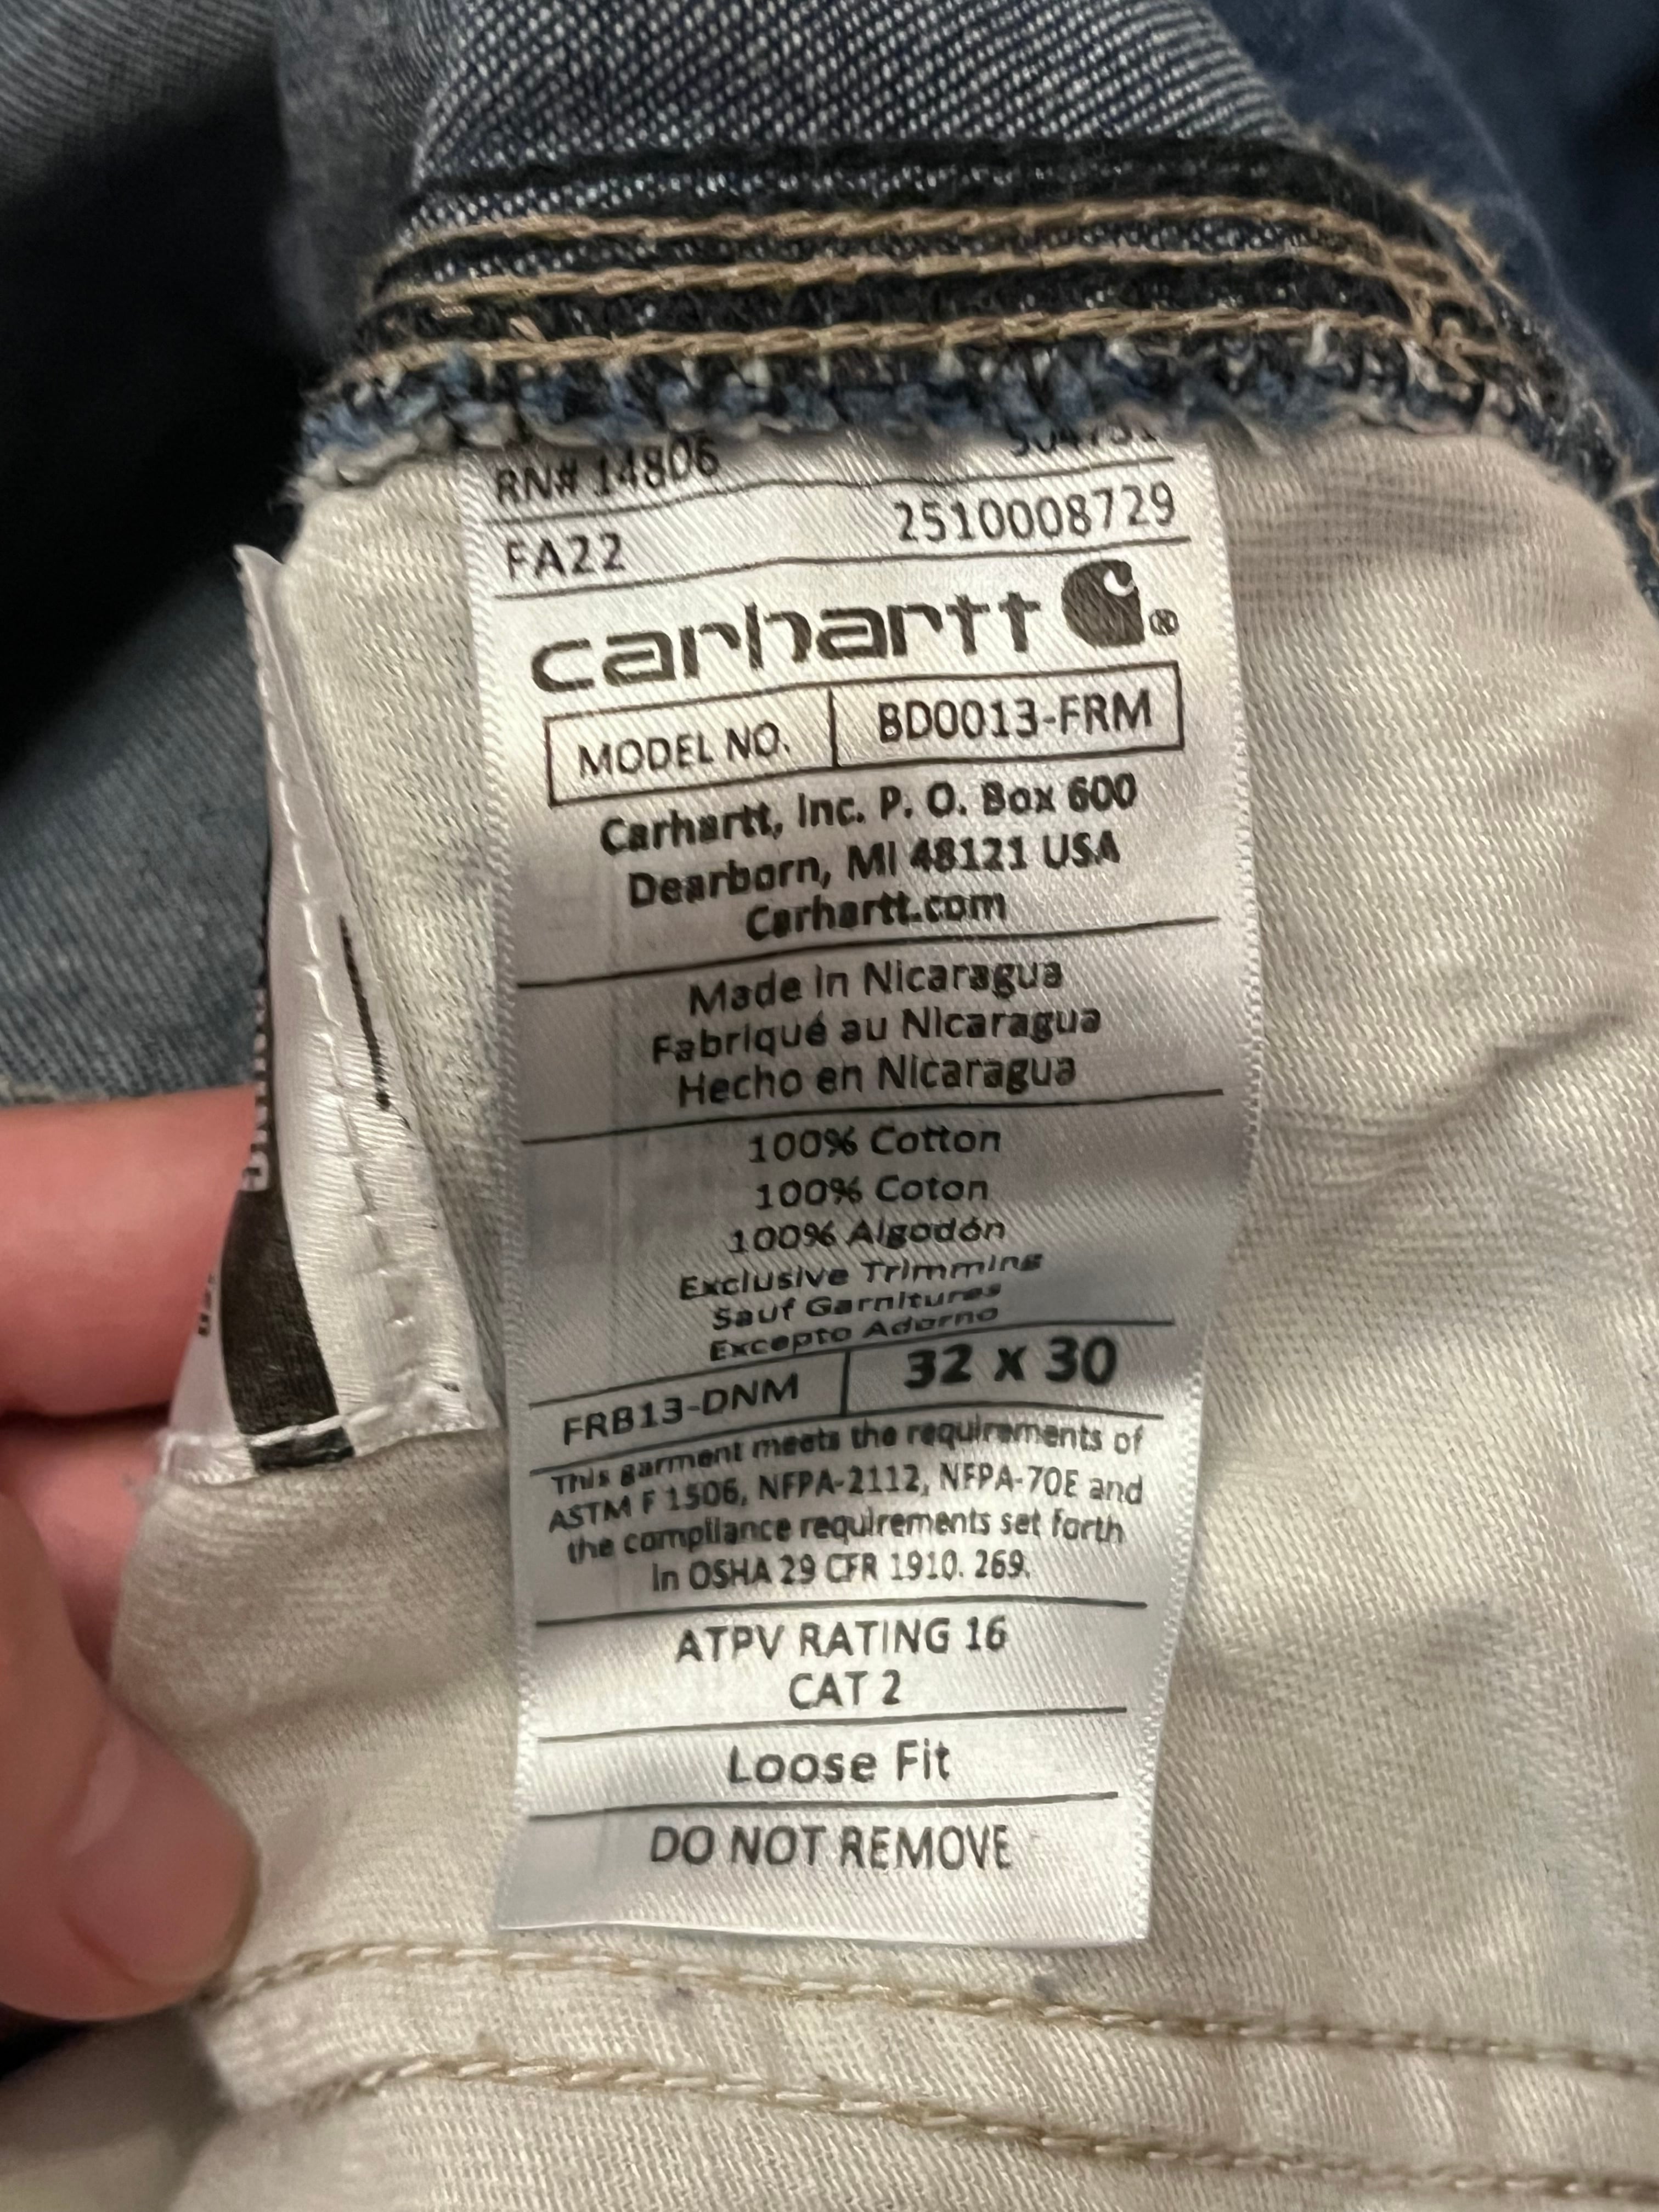 RN# 14806
FA22 2510008729
carhartt ®
MODEL NO. BD0013-FRM
Carhartt, Inc. P. O. Box 600
Dearborn, MI 48121 USA
Carhartt.com
Made in Nicaragua
Fabriqué au Nicaragua
Hecho en Nicaragua
100% Cotton
100% Coton
100% Algodón
Exclusive Trimming
Sauf Garnitures
Excepto Adorno
FRB13-DNM 32 x 30
This garment meets the requirements of
ASTM F 1506, NFPA-2112, NFPA-70E and
the compliance requirements set forth
in OSHA 29 CFR 1910. 269.
ATPV RATING 16
CAT 2
Loose Fit
DO NOT REMOVE